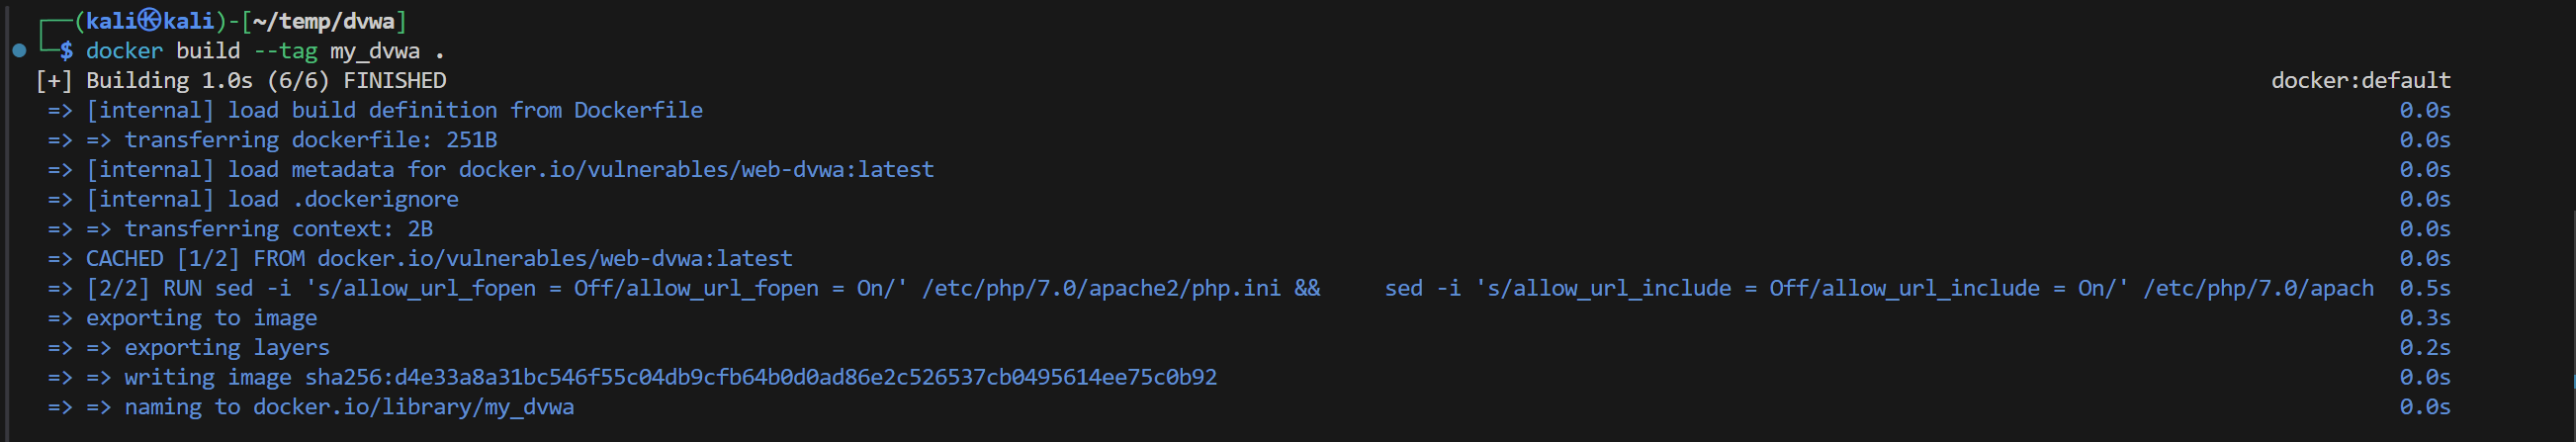 ┌──(kali㉿kali)-[~/temp/dvwa]
└─$ docker build --tag my_dvwa .
[+] Building 1.0s (6/6) FINISHED docker:default
=> [internal] load build definition from Dockerfile 0.0s
=> => transferring dockerfile: 251B 0.0s
=> [internal] load metadata for docker.io/vulnerables/web-dvwa:latest 0.0s
=> [internal] load .dockerignore 0.0s
=> => transferring context: 2B 0.0s
=> CACHED [1/2] FROM docker.io/vulnerables/web-dvwa:latest 0.0s
=> [2/2] RUN sed -i 's/allow_url_fopen = Off/allow_url_fopen = On/' /etc/php/7.0/apache2/php.ini &&     sed -i 's/allow_url_include = Off/allow_url_include = On/' /etc/php/7.0/apach 0.5s
=> exporting to image 0.3s
=> => exporting layers 0.2s
=> => writing image sha256:d4e33a8a31bc546f55c04db9cfb64b0d0ad86e2c526537cb0495614ee75c0b92 0.0s
=> => naming to docker.io/library/my_dvwa 0.0s